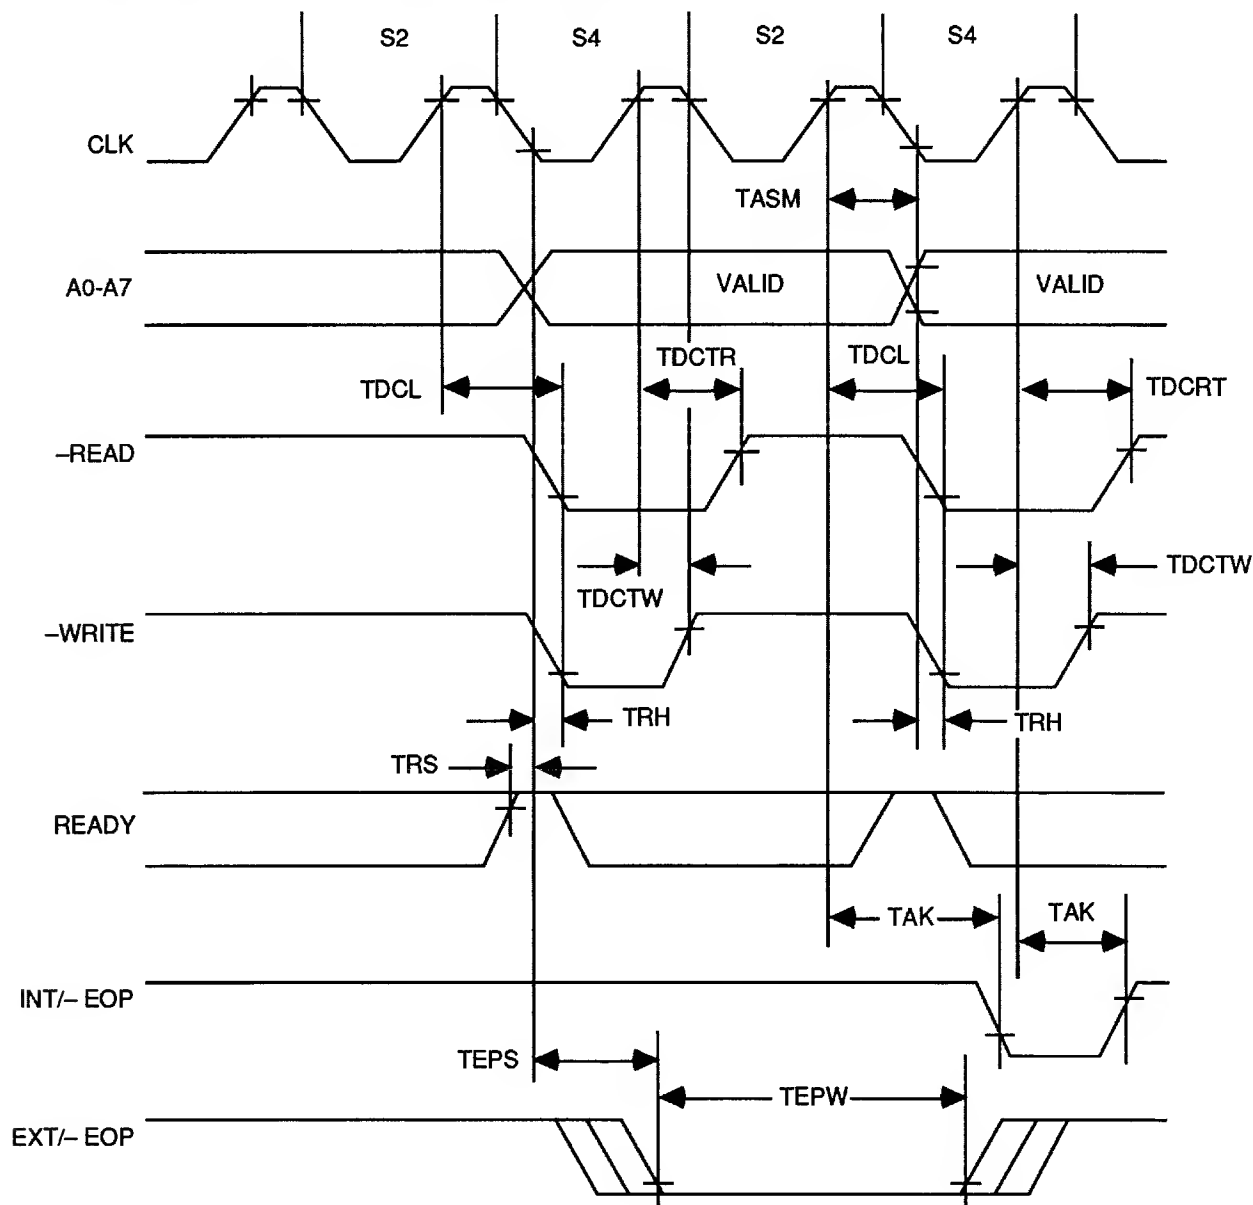 S2 S4 S2 S4
CLK
TASM
A0-A7 VALID VALID
TDCL TDCTR TDCL TDCRT
–READ
TDCTW TDCTW
–WRITE
TRH TRH
TRS
READY
TAK TAK
INT/– EOP
TEPS
TEPW
EXT/– EOP